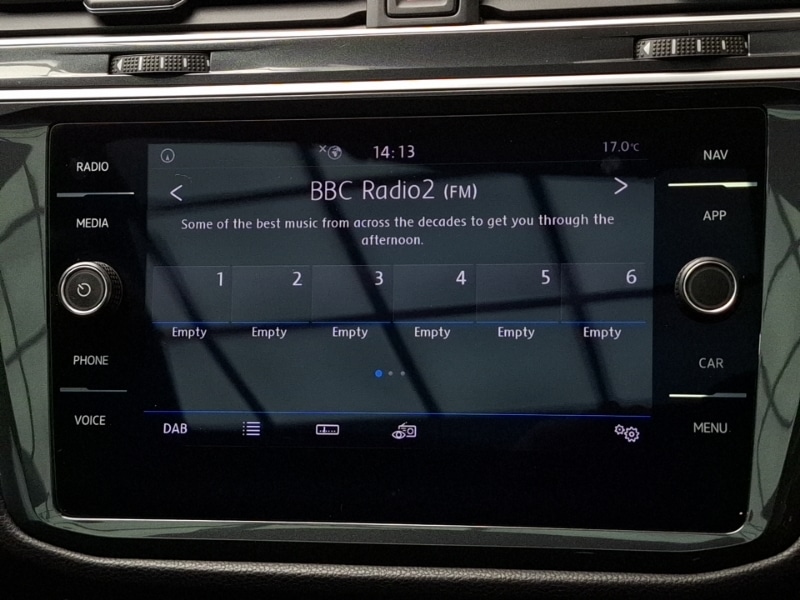 14:13
17.0°C
RADIO
NAV
< BBC Radio2 (FM) >
MEDIA
APP
Some of the best music from across the decades to get you through the
afternoon.
1 2 3 4 5 6
Empty Empty Empty Empty Empty Empty
PHONE
CAR
VOICE
DAB
MENU